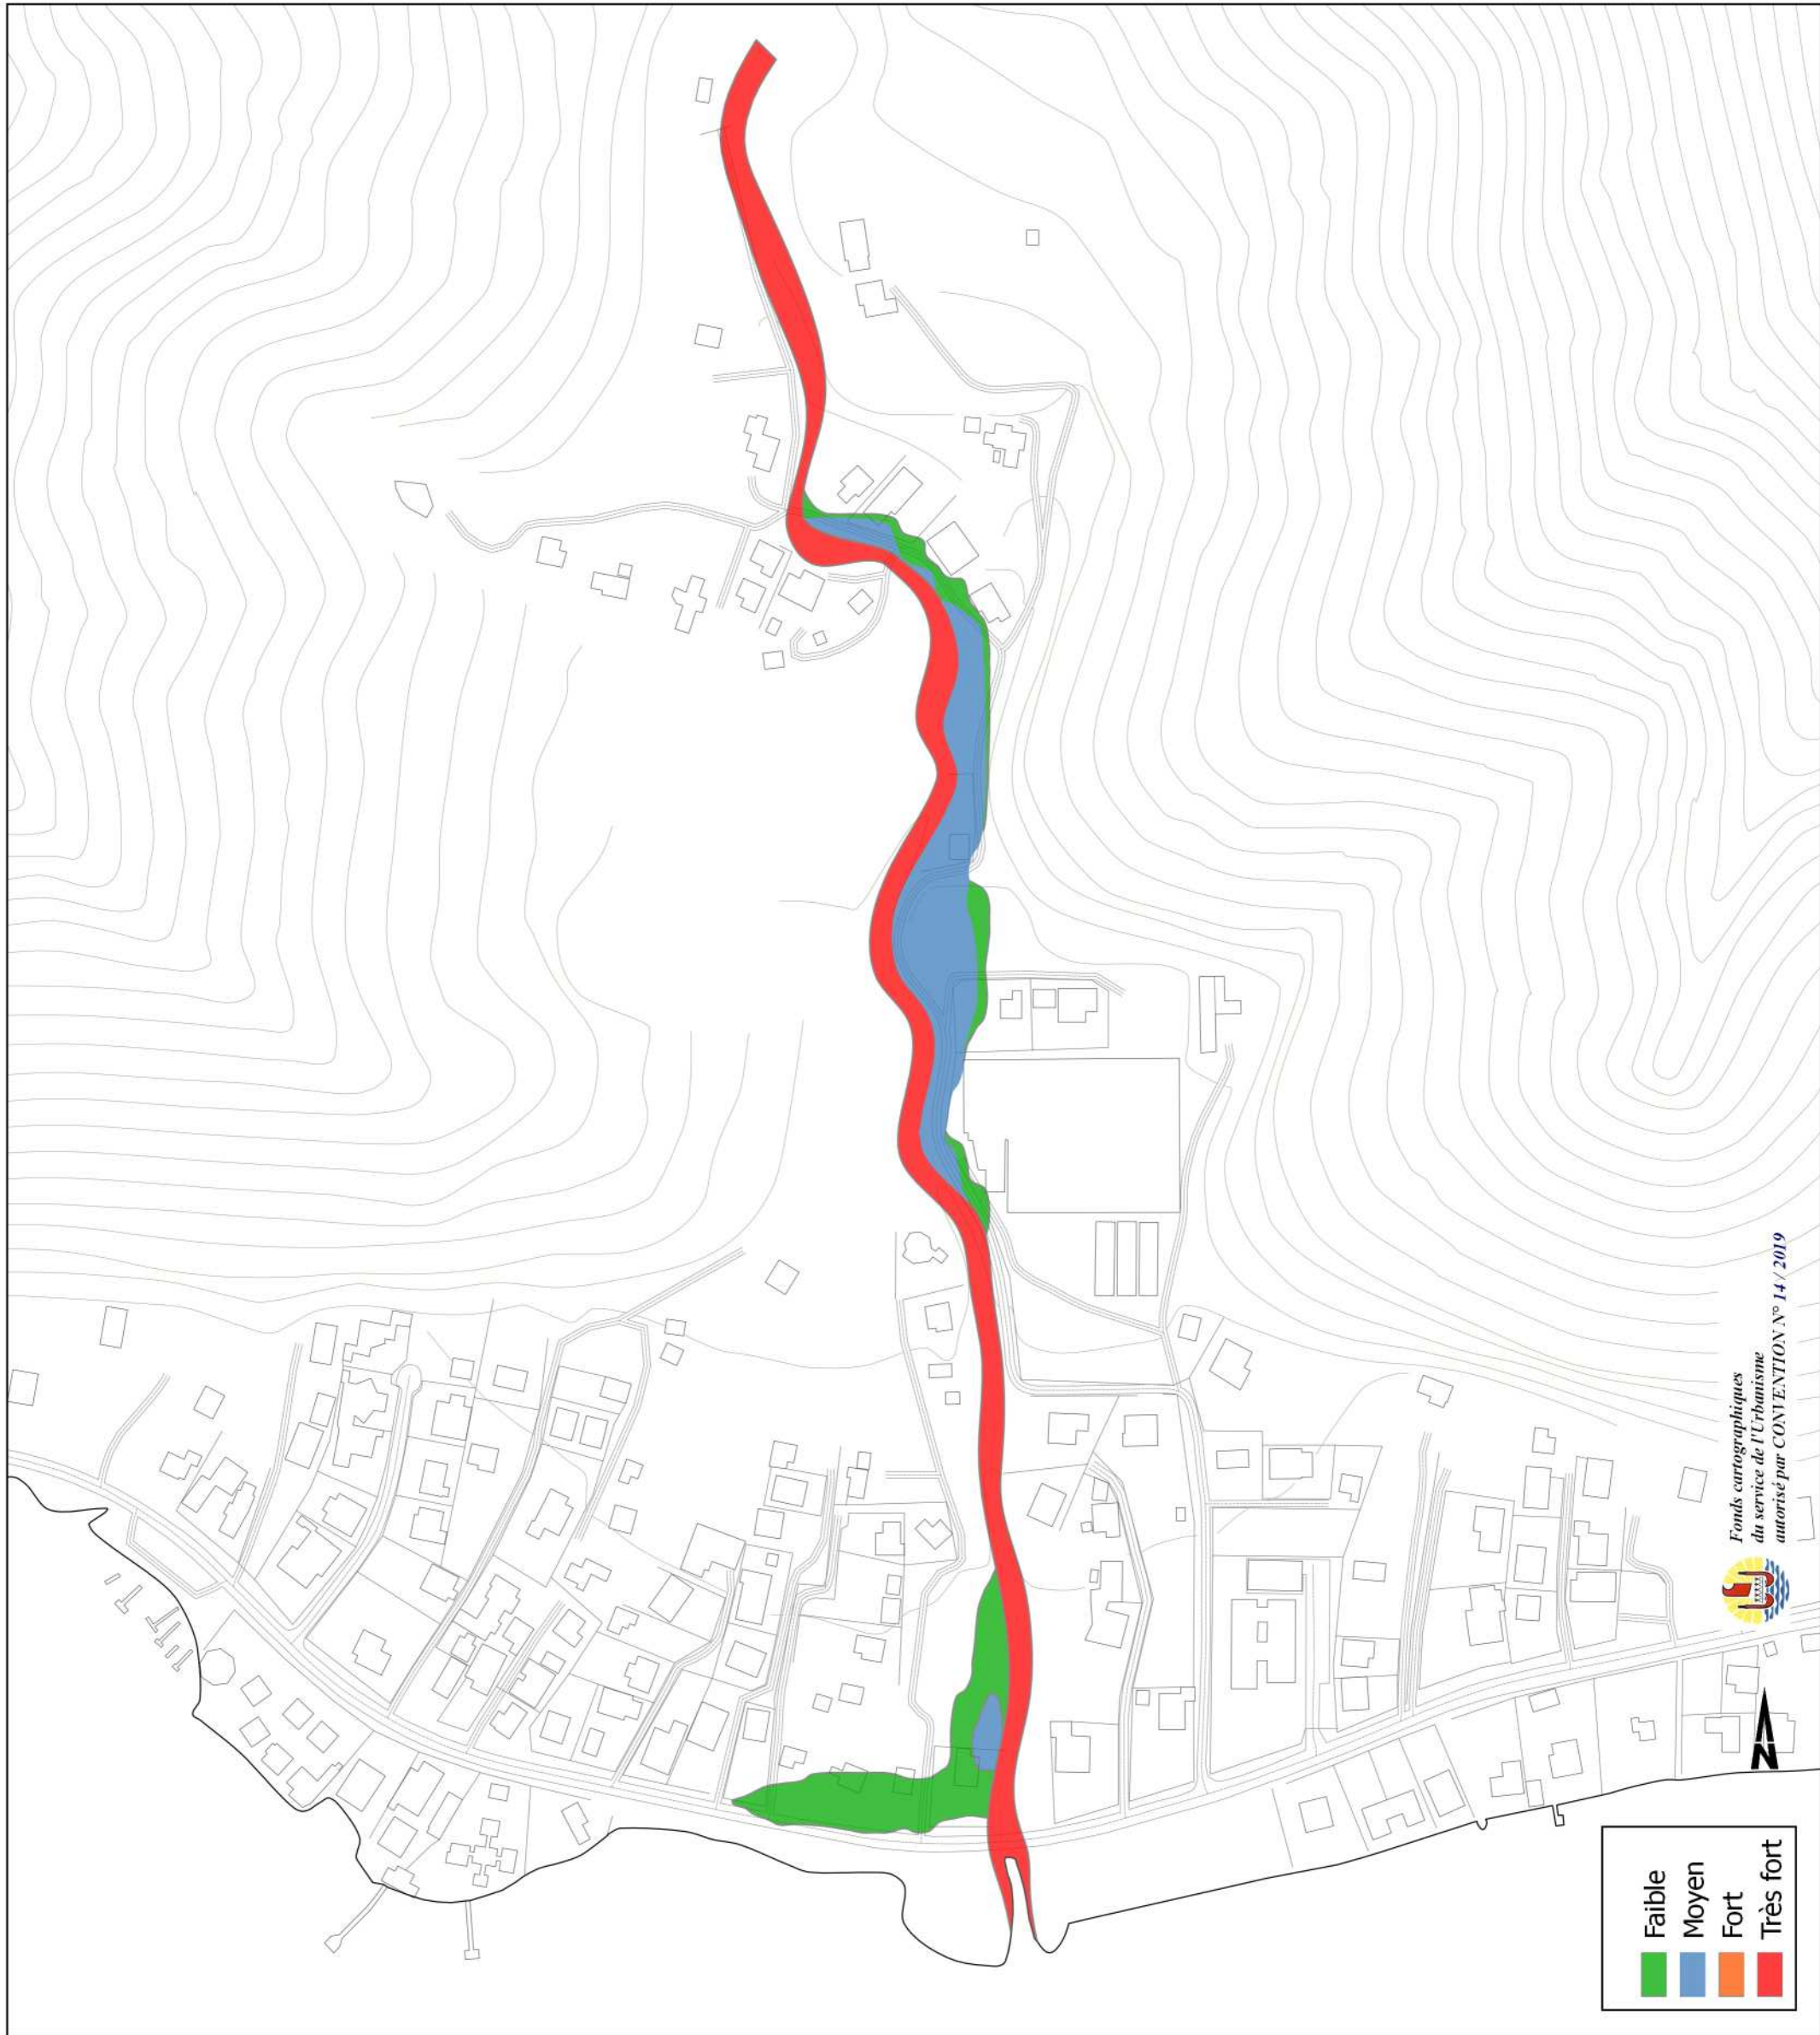 Fonds cartographiques
du service de l'Urbanisme
autorisé par CONVENTION N° 14 / 2019
N
Faible
Moyen
Fort
Très fort